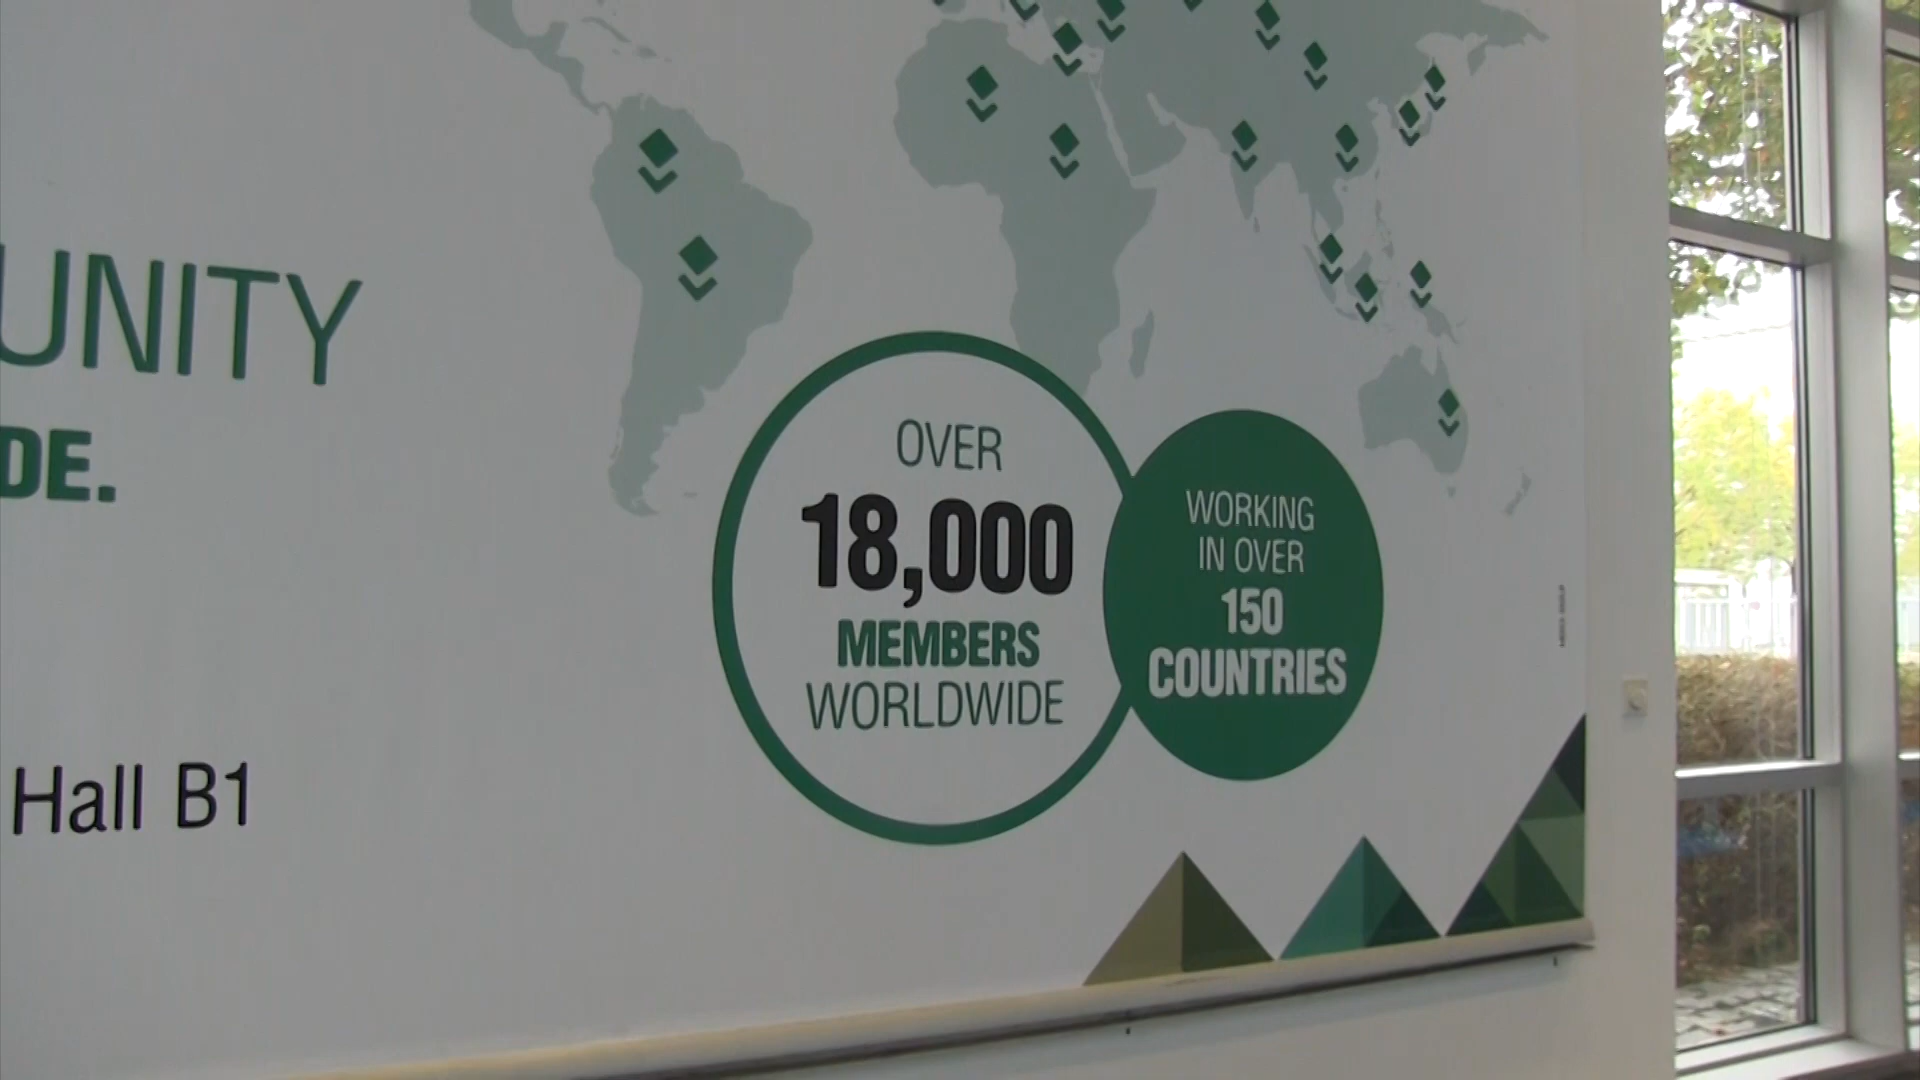 UNITY
DE.
Hall B1
OVER
18,000
MEMBERS
WORLDWIDE
WORKING
IN OVER
150
COUNTRIES